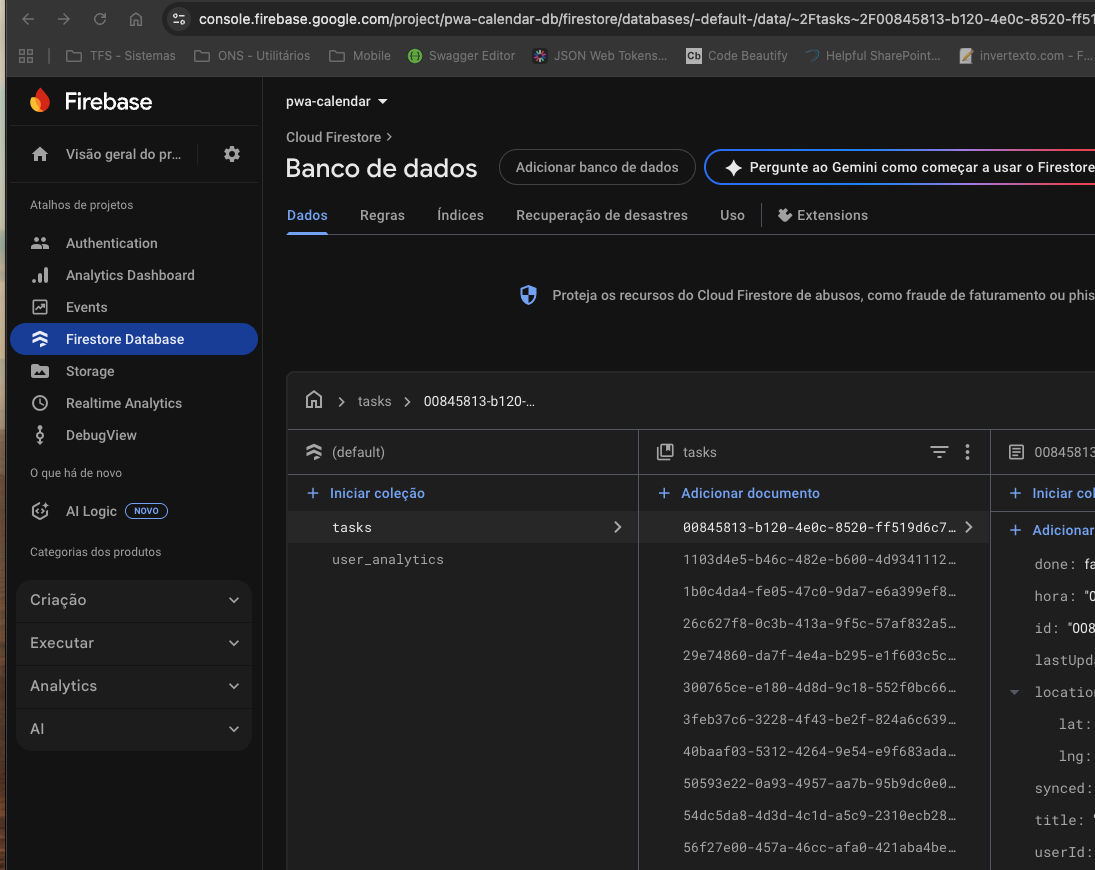 console.firebase.google.com/project/pwa-calendar-db/firestore/databases/-default-/data/~2Ftasks~2F00845813-b120-4e0c-8520-ff51
TFS - Sistemas
ONS - Utilitários
Mobile
Swagger Editor
JSON Web Tokens...
Cb Code Beautify
Helpful SharePoint...
invertexto.com - F...
Firebase
Visão geral do pr...
Atalhos de projetos
Authentication
Analytics Dashboard
Events
Firestore Database
Storage
Realtime Analytics
DebugView
O que há de novo
AI Logic NOVO
Categorias dos produtos
Criação
Executar
Analytics
AI
pwa-calendar
Cloud Firestore
Banco de dados
Adicionar banco de dados
Pergunte ao Gemini como começar a usar o Firestore
Dados
Regras
Índices
Recuperação de desastres
Uso
Extensions
Proteja os recursos do Cloud Firestore de abusos, como fraude de faturamento ou phis
tasks
00845813-b120-...
(default)
+ Iniciar coleção
tasks
user_analytics
tasks
+ Adicionar documento
00845813-b120-4e0c-8520-ff519d6c7...
1103d4e5-b46c-482e-b600-4d9341112...
1b0c4da4-fe05-47c0-9da7-e6a399ef8...
26c627f8-0c3b-413a-9f5c-57af832a5...
29e74860-da7f-4e4a-b295-e1f603c5c...
300765ce-e180-4d8d-9c18-552f0bc66...
3feb37c6-3228-4f43-be2f-824a6c639...
40baaf03-5312-4264-9e54-e9f683ada...
50593e22-0a93-4957-aa7b-95b9dc0e0...
54dc5da8-4d3d-4c1d-a5c9-2310ecb28...
56f27e00-457a-46cc-afa0-421aba4be...
0084581
+ Iniciar col
+ Adicionar
done: fa
hora: "0
id: "008
lastUpda
location
lat:
lng:
synced:
title: "
userId: